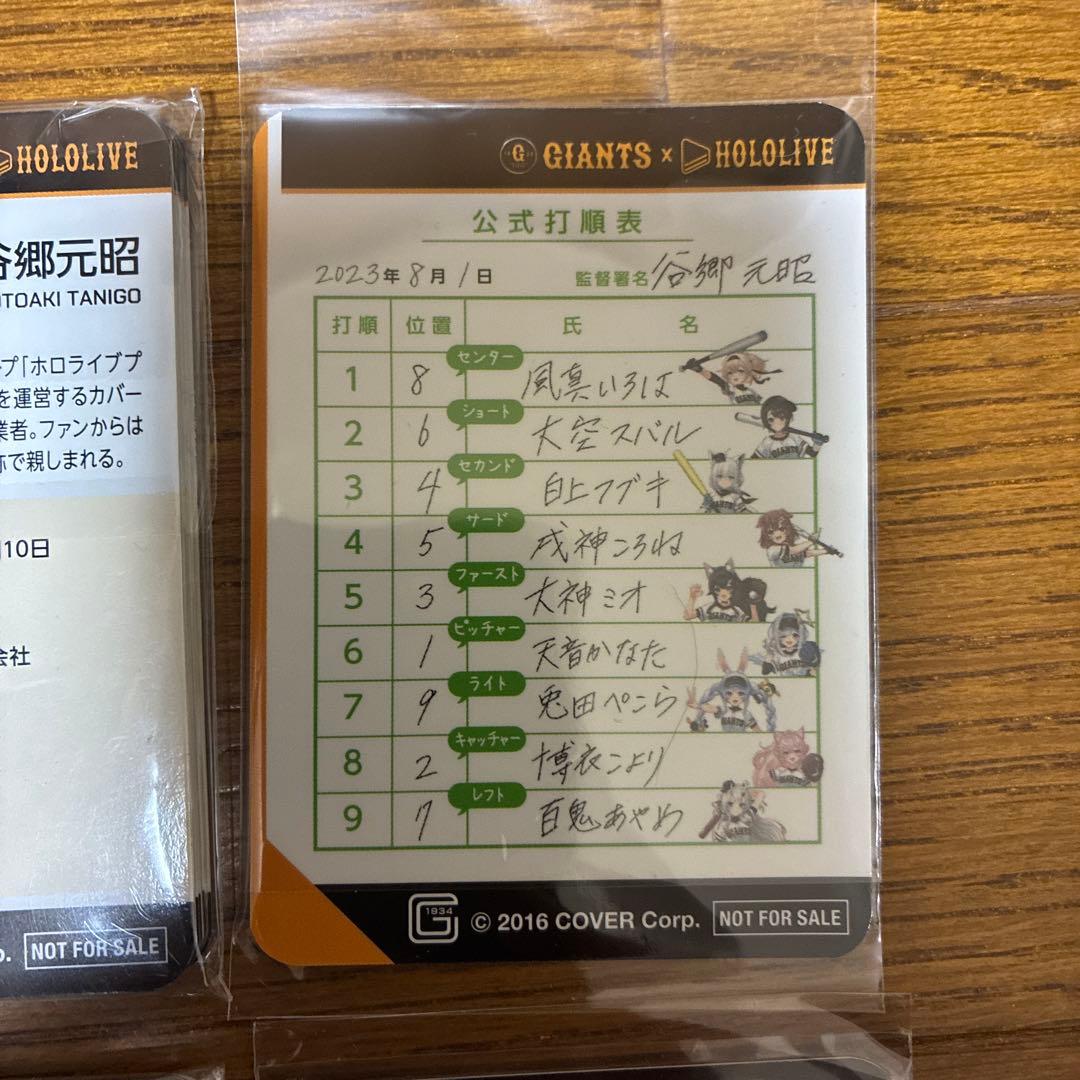 HOLOLIVE
谷郷元昭
OTOAKI TANIGO
プ「ホロライブプ
を運営するカバー
業者。ファンからは
称で親しまれる。
10日
会社
NOT FOR SALE
G GIANTS x HOLOLIVE
公式打順表
2023年 8月 1日 監督署名 谷郷 元昭
打順 位置 氏 名
センター
1 8 風真いろは
ショート
2 6 大空スバル
セカンド
3 4 白上フブキ
サード
4 5 戌神ころね
ファースト
5 3 大神ミオ
ピッチャー
6 1 天音かなた
ライト
7 9 兎田ぺこら
キャッチャー
8 2 博衣こより
レフト
9 7 百鬼あやめ
G 1934 © 2016 COVER Corp. NOT FOR SALE